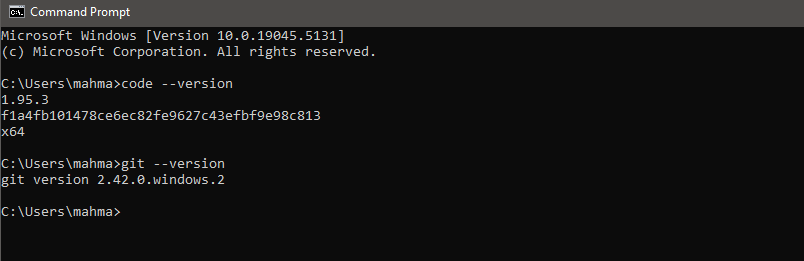 Command Prompt
Microsoft Windows [Version 10.0.19045.5131]
(c) Microsoft Corporation. All rights reserved.
C:\Users\mahma>code --version
1.95.3
f1a4fb101478ce6ec82fe9627c43efbf9e98c813
x64
C:\Users\mahma>git --version
git version 2.42.0.windows.2
C:\Users\mahma>